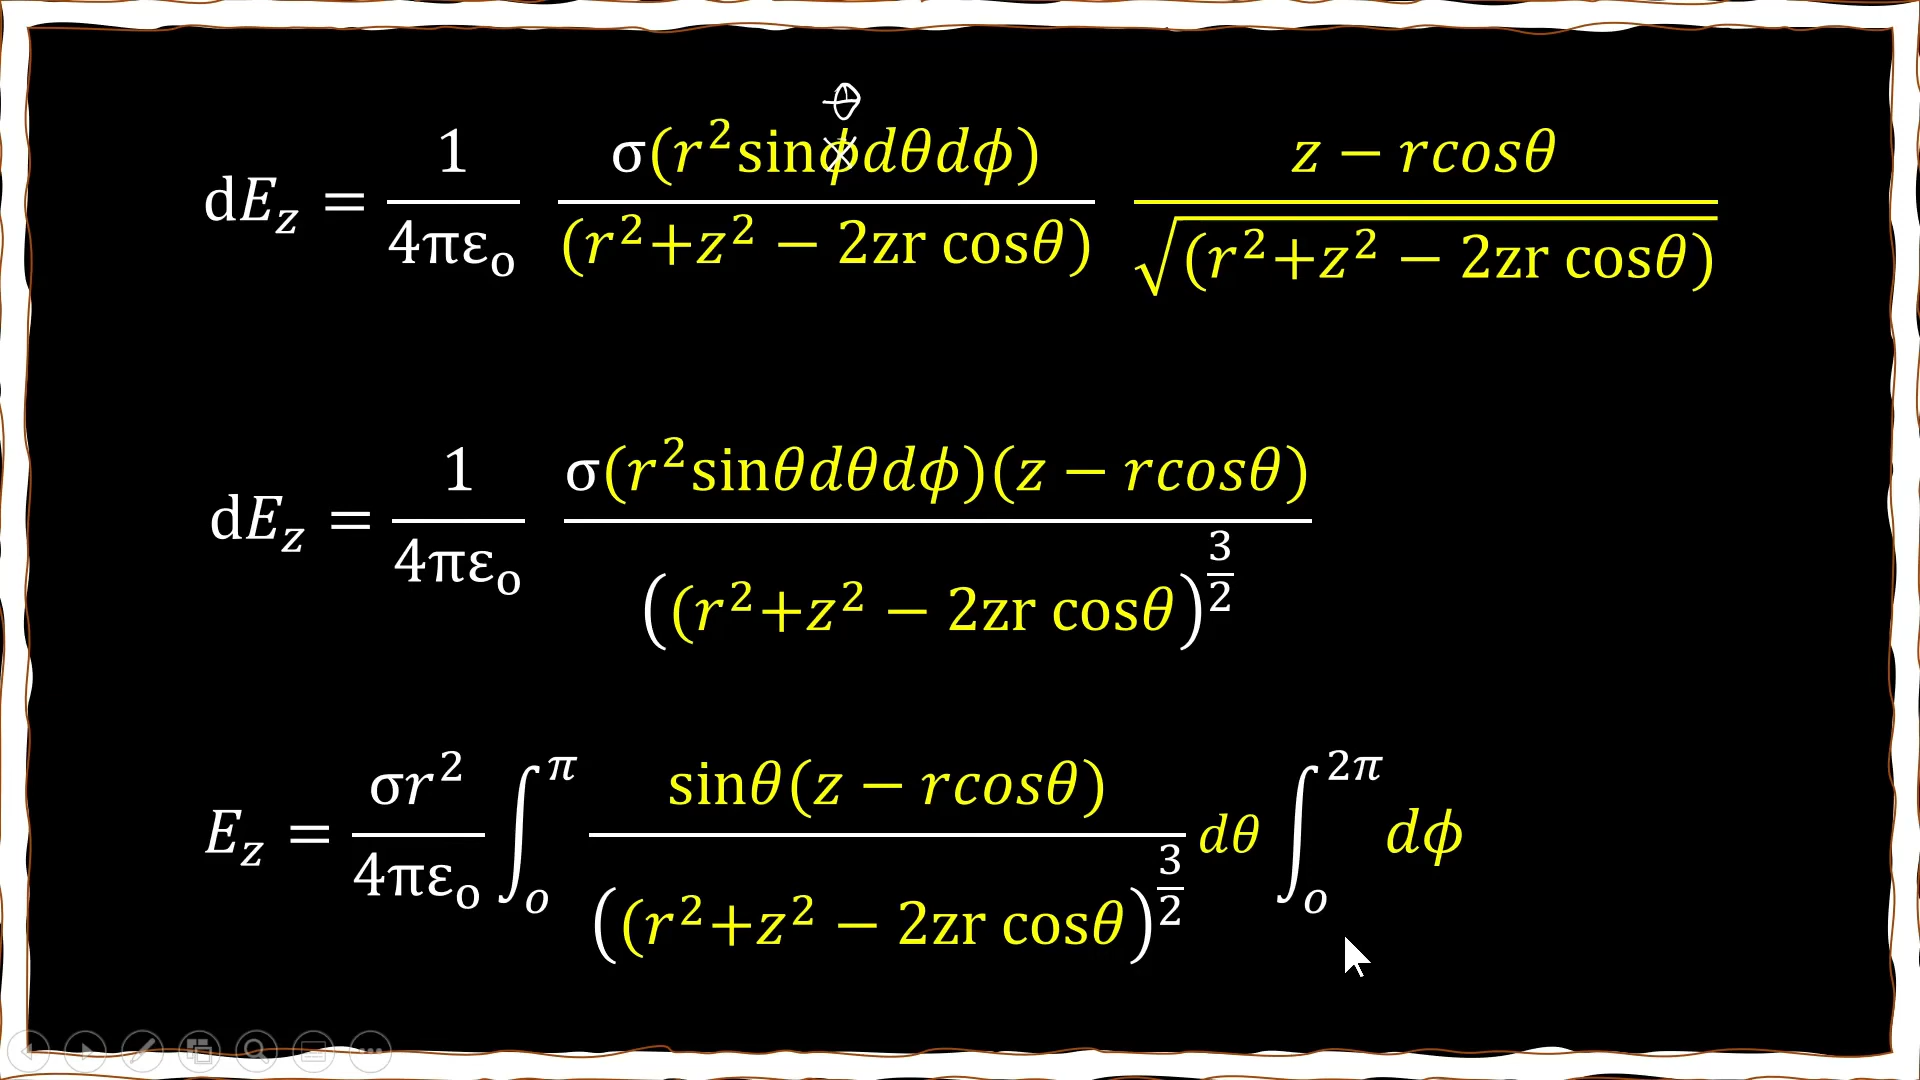 θ
dE_z = 1/4πε_o σ(r²sinϕdθdϕ)/(r²+z² − 2zr cosθ) z − rcosθ/√(r²+z² − 2zr cosθ)
dE_z = 1/4πε_o σ(r²sinθdθdϕ)(z − rcosθ)/((r²+z² − 2zr cosθ)^(3/2)
E_z = σr²/4πε_o ∫_o^π sinθ(z − rcosθ)/((r²+z² − 2zr cosθ)^(3/2) dθ ∫_o^2π dϕ